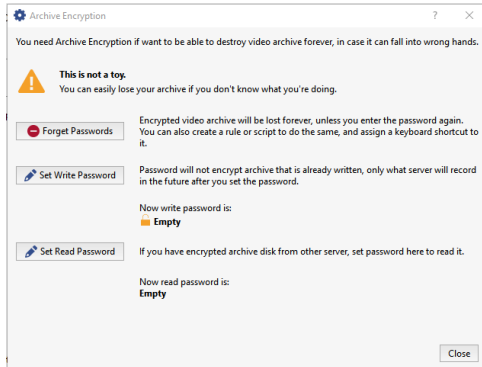 Archive Encryption
?
You need Archive Encryption if want to be able to destroy video archive forever, in case it can fall into wrong hands.
This is not a toy.
You can easily lose your archive if you don't know what you're doing.
Forget Passwords
Encrypted video archive will be lost forever, unless you enter the password again.
You can also create a rule or script to do the same, and assign a keyboard shortcut to
it.
Set Write Password
Password will not encrypt archive that is already written, only what server will record
in the future after you set the password.
Now write password is:
Empty
Set Read Password
If you have encrypted archive disk from other server, set password here to read it.
Now read password is:
Empty
Close